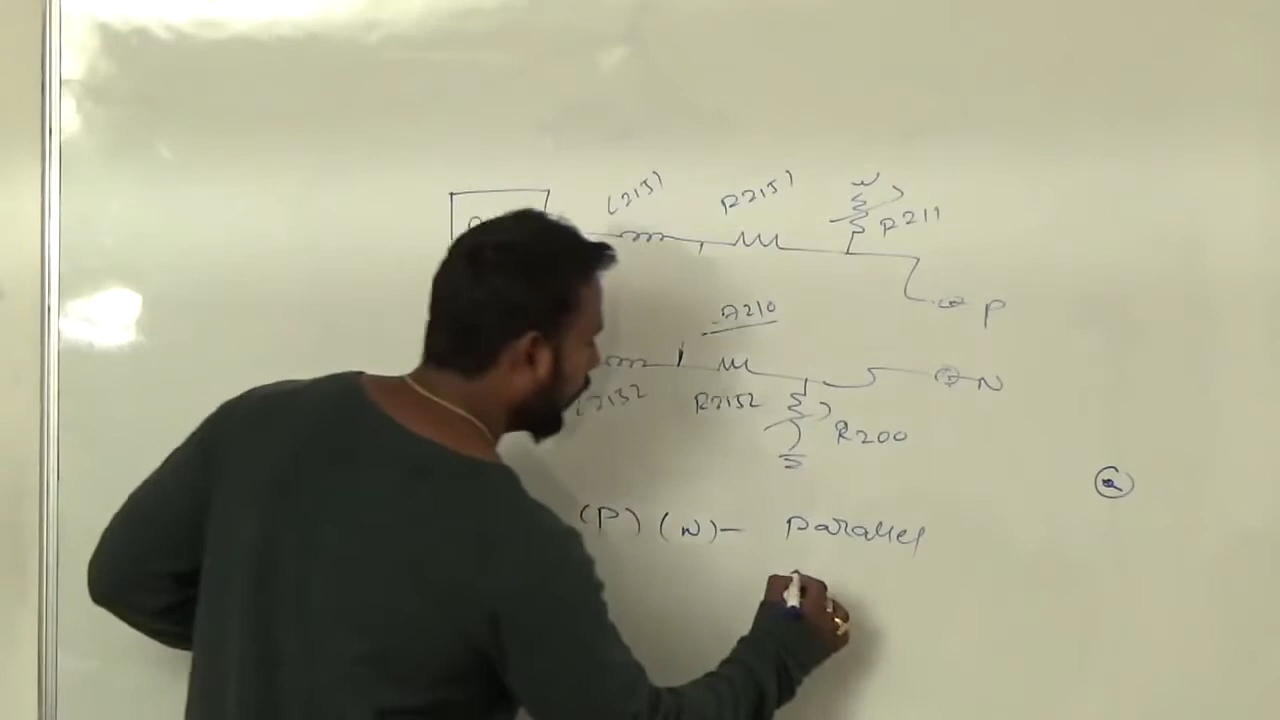 L2151 R2151
R211
P
R210
L2152 R2152
N
R200
(P) (N) - Parallel